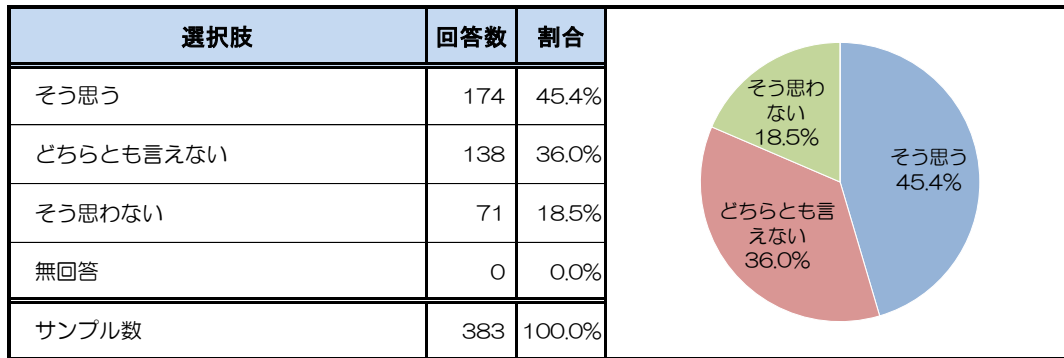 選択肢 回答数 割合
そう思う 174 45.4%
どちらとも言えない 138 36.0%
そう思わない 71 18.5%
無回答 0 0.0%
サンプル数 383 100.0%
そう思わ
ない
18.5%
そう思う
45.4%
どちらとも言
えない
36.0%